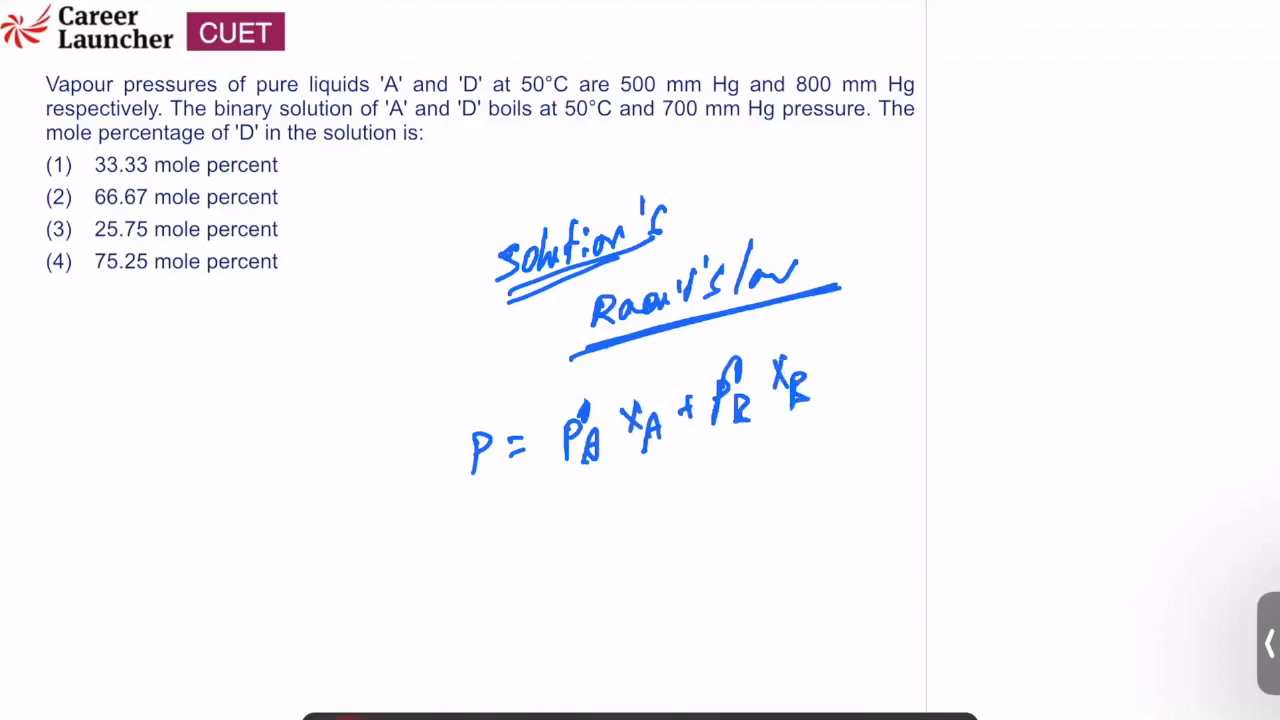 Career
Launcher
CUET
Vapour pressures of pure liquids 'A' and 'D' at 50°C are 500 mm Hg and 800 mm Hg
respectively. The binary solution of 'A' and 'D' boils at 50°C and 700 mm Hg pressure. The
mole percentage of 'D' in the solution is:
(1) 33.33 mole percent
(2) 66.67 mole percent
(3) 25.75 mole percent
(4) 75.25 mole percent
Solution's
Raoult's law
P = P°A XA + P°B XB